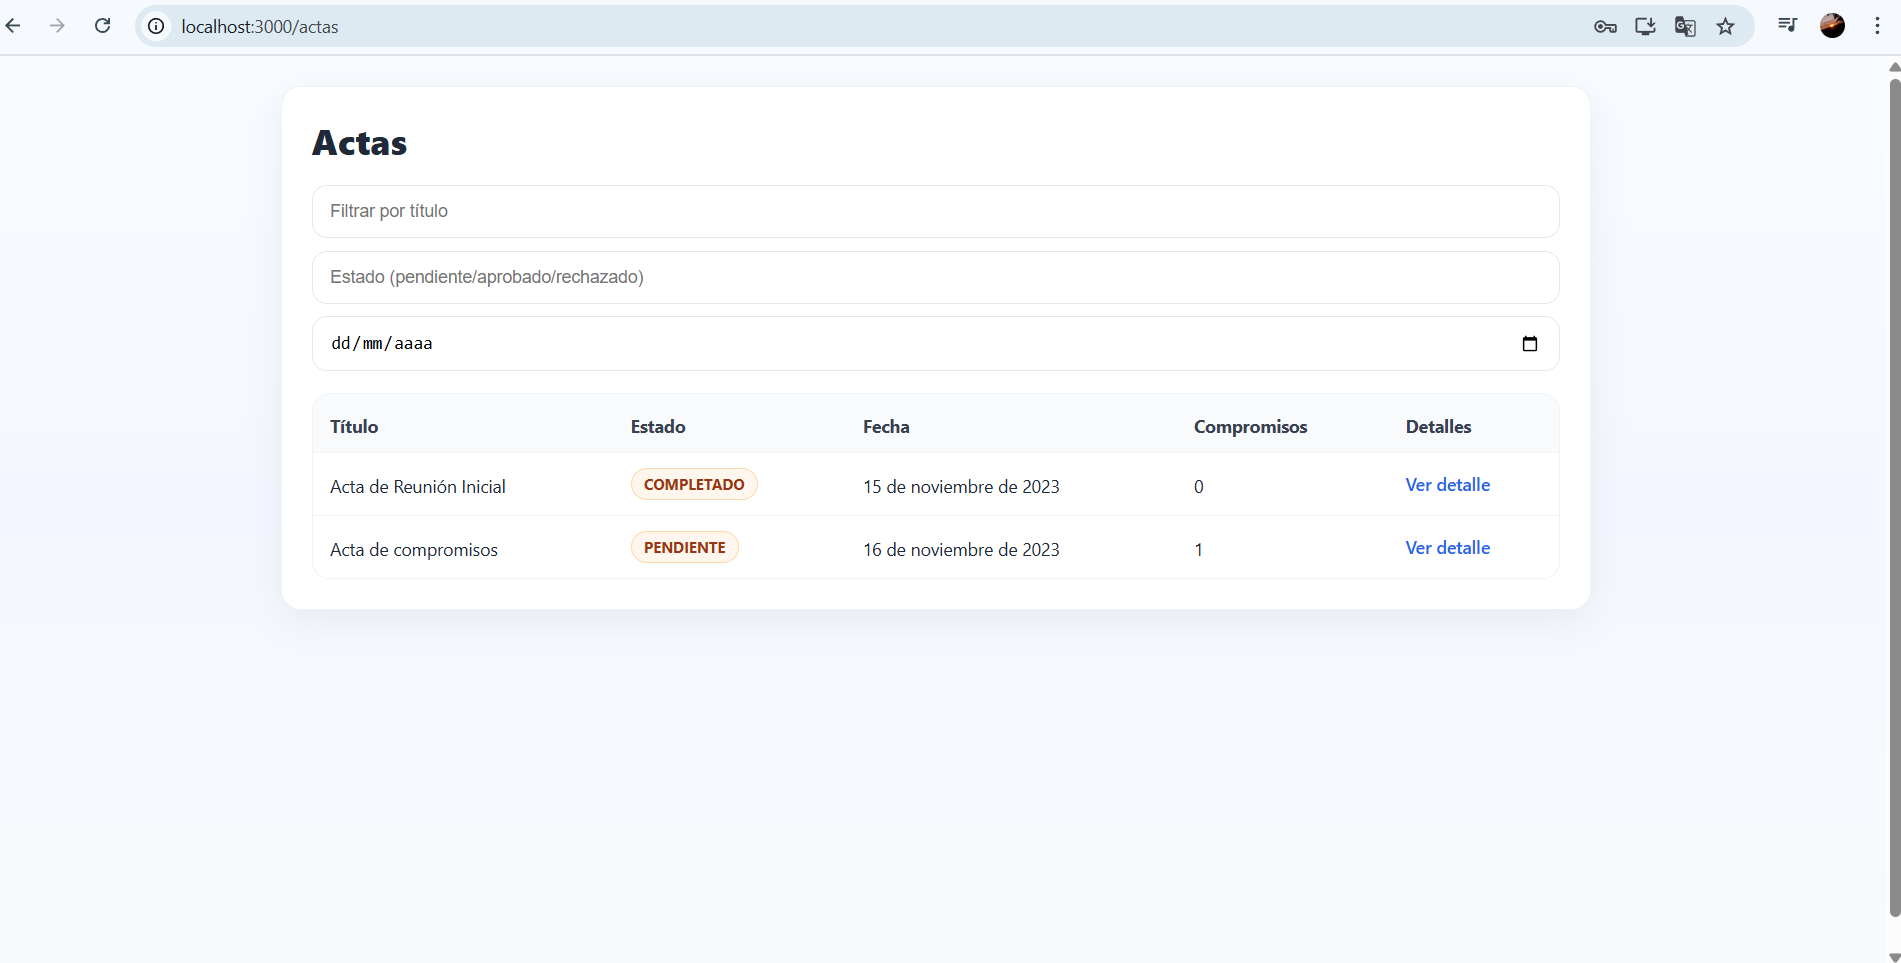 localhost:3000/actas
Actas
Filtrar por título
Estado (pendiente/aprobado/rechazado)
dd/mm/aaaa
Título Estado Fecha Compromisos Detalles
Acta de Reunión Inicial COMPLETADO 15 de noviembre de 2023 0 Ver detalle
Acta de compromisos PENDIENTE 16 de noviembre de 2023 1 Ver detalle